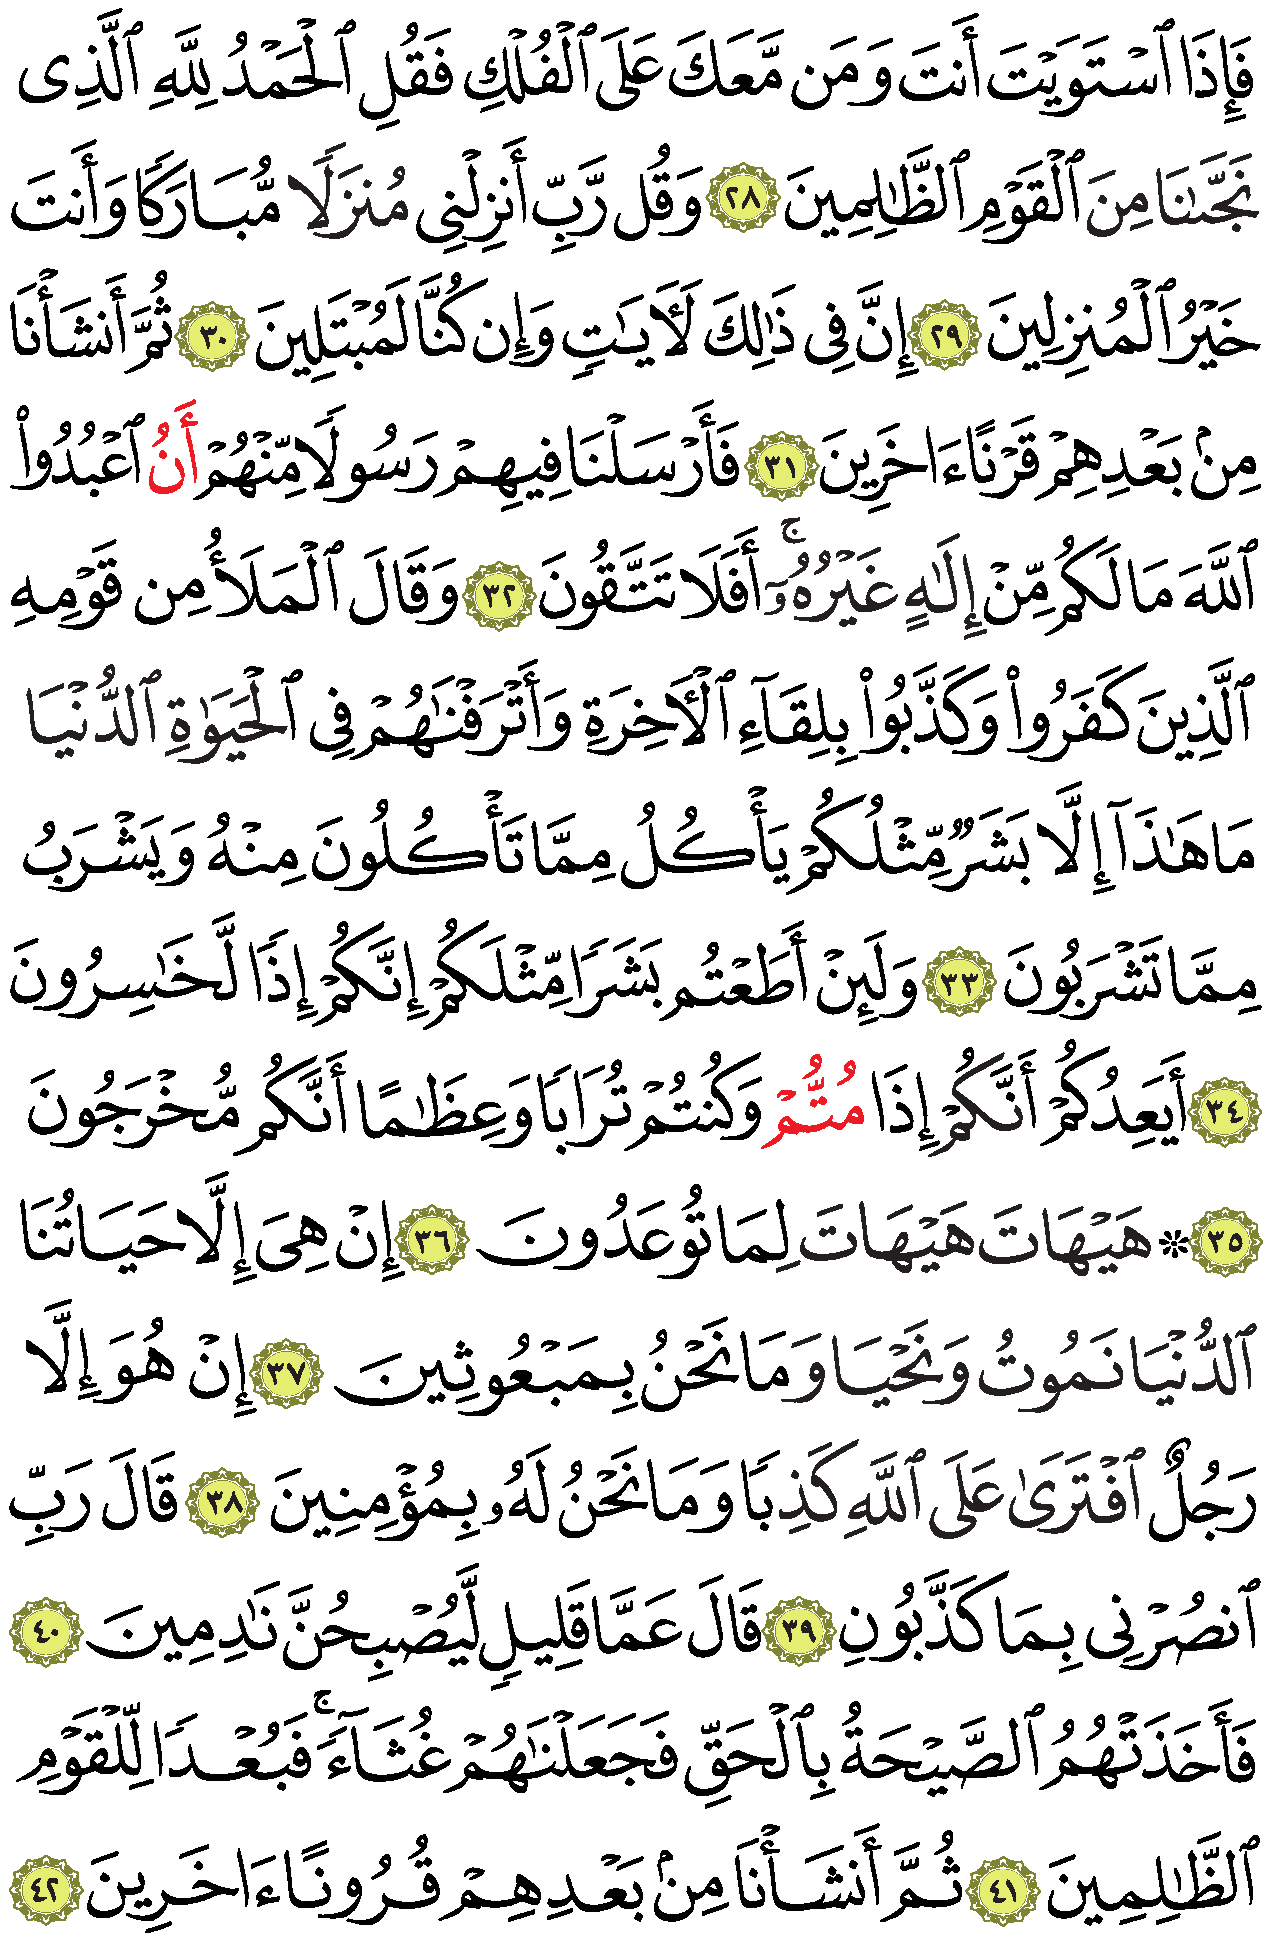 فَإِذَا ٱسْتَوَيْتَ أَنتَ وَمَن مَّعَكَ عَلَى ٱلْفُلْكِ فَقُلِ ٱلْحَمْدُ لِلَّهِ ٱلَّذِى
نَجَّىٰنَا مِنَ ٱلْقَوْمِ ٱلظَّٰلِمِينَ ٢٨ وَقُل رَّبِّ أَنزِلْنِى مُنزَلًا مُّبَارَكًا وَأَنتَ
خَيْرُ ٱلْمُنزِلِينَ ٢٩ إِنَّ فِى ذَٰلِكَ لَأَيَٰتٍ وَإِن كُنَّا لَمُبْتَلِينَ ٣٠ ثُمَّ أَنشَأْنَا
مِنۢ بَعْدِهِمْ قَرْنًا ءَاخَرِينَ ٣١ فَأَرْسَلْنَا فِيهِمْ رَسُولًا مِّنْهُمْ أَنُ ٱعْبُدُوا۟
ٱللَّهَ مَا لَكُم مِّنْ إِلَٰهٍ غَيْرُهُۥٓ ۚ أَفَلَا تَتَّقُونَ ٣٢ وَقَالَ ٱلْمَلَأُ مِن قَوْمِهِ
ٱلَّذِينَ كَفَرُوا۟ وَكَذَّبُوا۟ بِلِقَآءِ ٱلْأَخِرَةِ وَأَتْرَفْنَٰهُمْ فِى ٱلْحَيَوٰةِ ٱلدُّنْيَا
مَا هَٰذَآ إِلَّا بَشَرٌ مِّثْلُكُمْ يَأْكُلُ مِمَّا تَأْكُلُونَ مِنْهُ وَيَشْرَبُ
مِمَّا تَشْرَبُونَ ٣٣ وَلَئِنْ أَطَعْتُم بَشَرًا مِّثْلَكُمْ إِنَّكُمْ إِذًا لَّخَٰسِرُونَ
٣٤ أَيَعِدُكُمْ أَنَّكُمْ إِذَا مُتُّمْ وَكُنتُمْ تُرَابًا وَعِظَٰمًا أَنَّكُم مُّخْرَجُونَ
٣٥ * هَيْهَاتَ هَيْهَاتَ لِمَا تُوعَدُونَ ٣٦ إِنْ هِىَ إِلَّا حَيَاتُنَا
ٱلدُّنْيَا نَمُوتُ وَنَحْيَا وَمَا نَحْنُ بِمَبْعُوثِينَ ٣٧ إِنْ هُوَ إِلَّا
رَجُلٌ ٱفْتَرَىٰ عَلَى ٱللَّهِ كَذِبًا وَمَا نَحْنُ لَهُۥ بِمُؤْمِنِينَ ٣٨ قَالَ رَبِّ
ٱنصُرْنِى بِمَا كَذَّبُونِ ٣٩ قَالَ عَمَّا قَلِيلٍ لَّيُصْبِحُنَّ نَٰدِمِينَ ٤٠
فَأَخَذَتْهُمُ ٱلصَّيْحَةُ بِٱلْحَقِّ فَجَعَلْنَٰهُمْ غُثَآءً ۚ فَبُعْدًا لِّلْقَوْمِ
ٱلظَّٰلِمِينَ ٤١ ثُمَّ أَنشَأْنَا مِنۢ بَعْدِهِمْ قُرُونًا ءَاخَرِينَ ٤٢